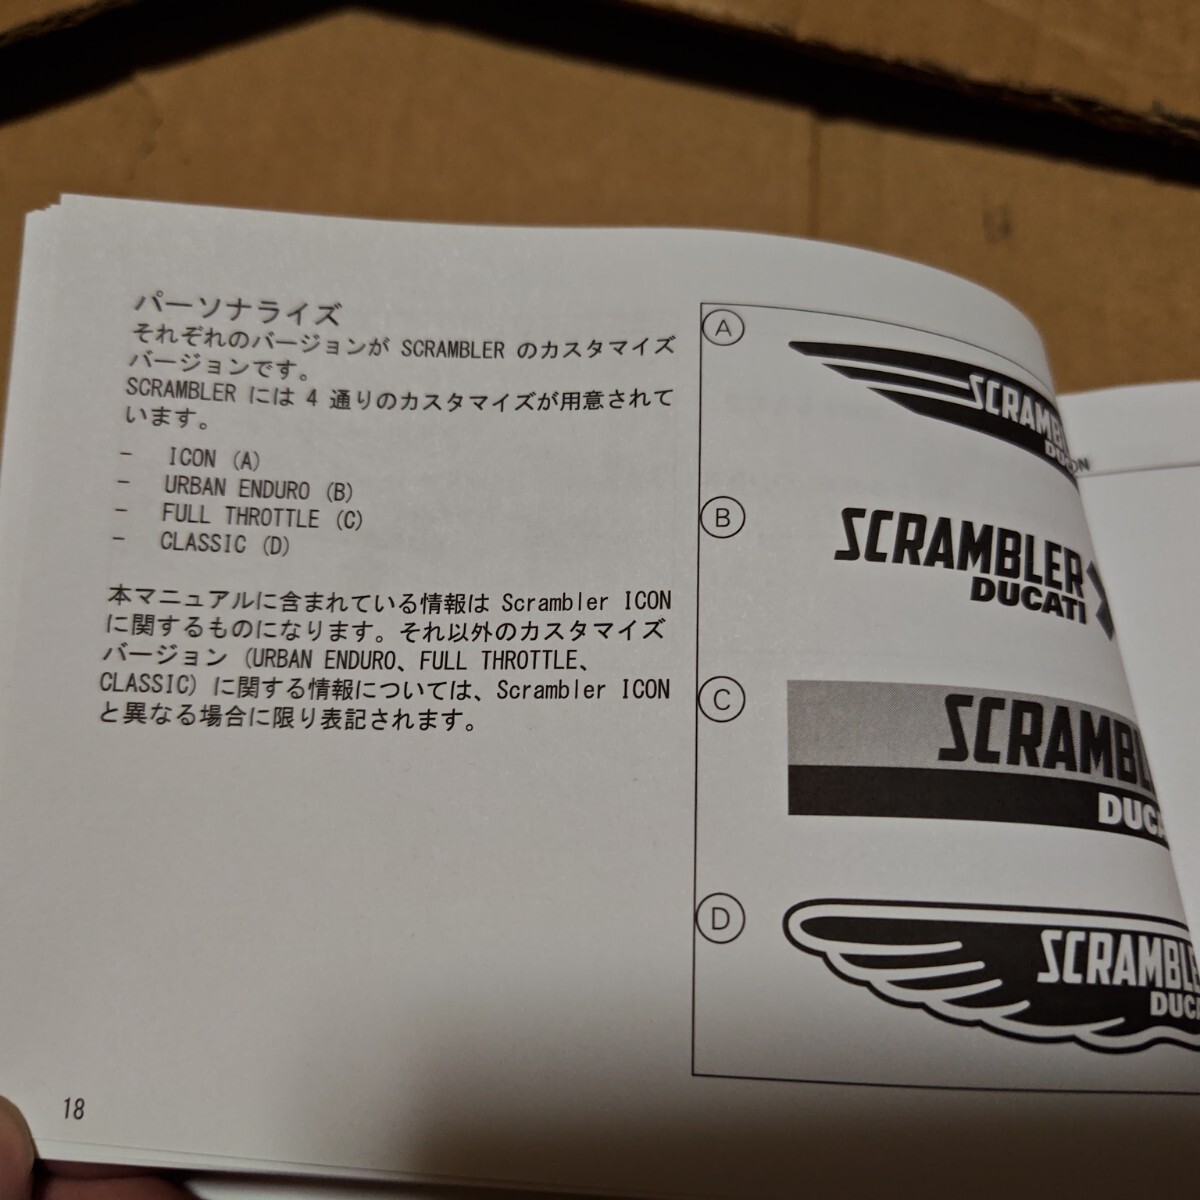 パーソナライズ
それぞれのバージョンが SCRAMBLER のカスタマイズ
バージョンです。
SCRAMBLER には 4 通りのカスタマイズが用意されて
います。
- ICON (A)
- URBAN ENDURO (B)
- FULL THROTTLE (C)
- CLASSIC (D)
本マニュアルに含まれている情報は Scrambler ICON
に関するものになります。それ以外のカスタマイズ
バージョン (URBAN ENDURO、FULL THROTTLE、
CLASSIC) に関する情報については、Scrambler ICON
と異なる場合に限り表記されます。
18
A
B
SCRAMBLER
DUCATI
C
D